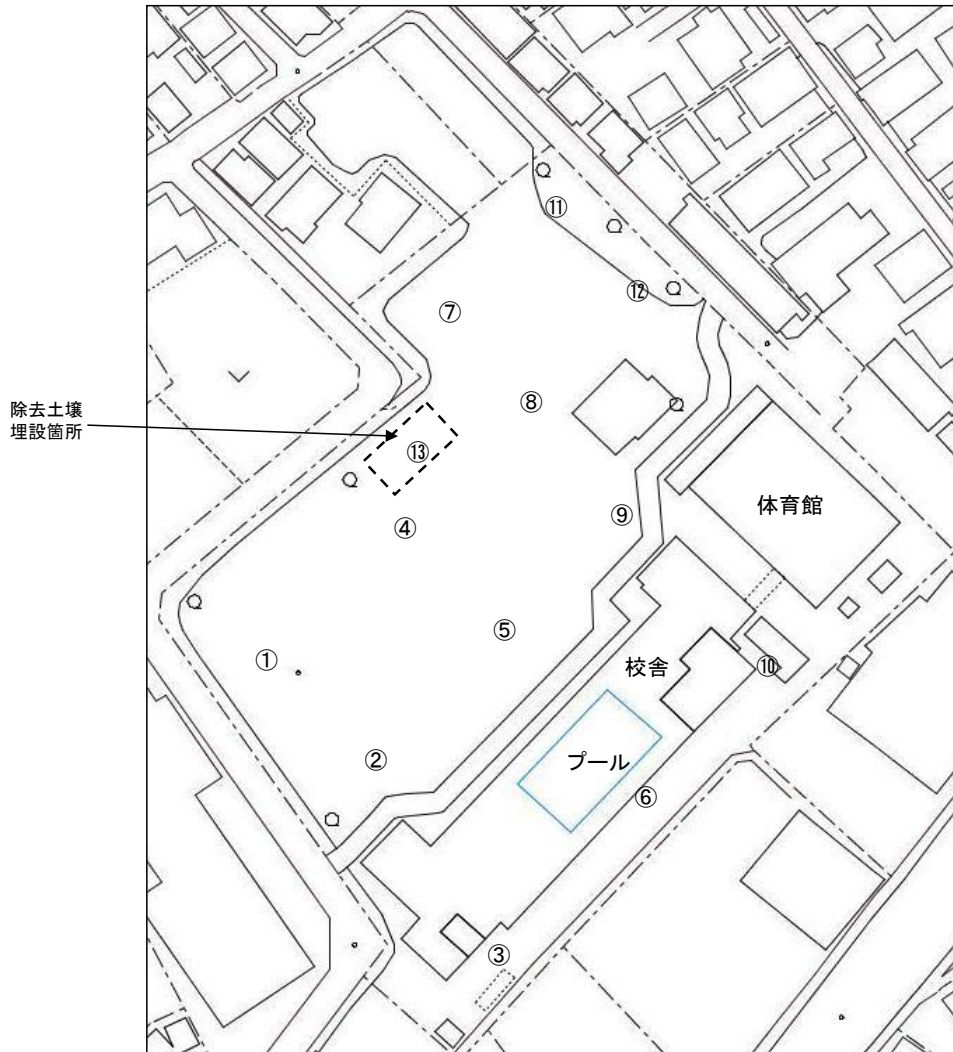 ⑪
⑫
⑦
⑧
除去土壌
埋設箇所
⑬
体育館
⑨
④
⑤
①
校舎
⑩
②
プール
⑥
③